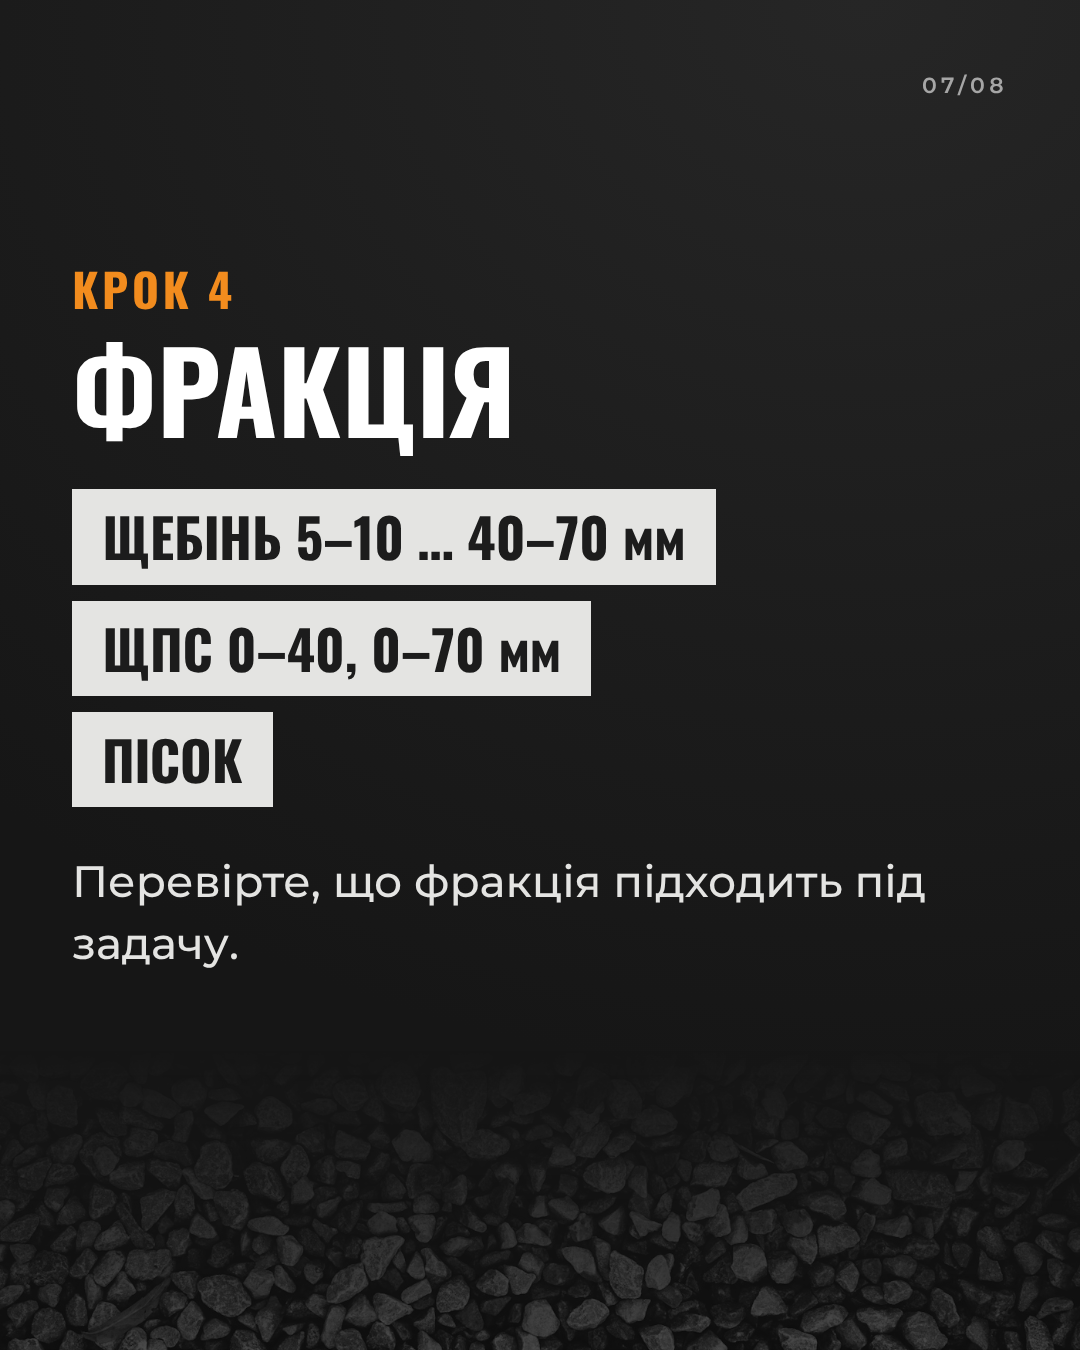 07/08
КРОК 4
ФРАКЦІЯ
ЩЕБІНЬ 5–10 ... 40–70 мм
ЩПС 0–40, 0–70 мм
ПІСОК
Перевірте, що фракція підходить під
задачу.